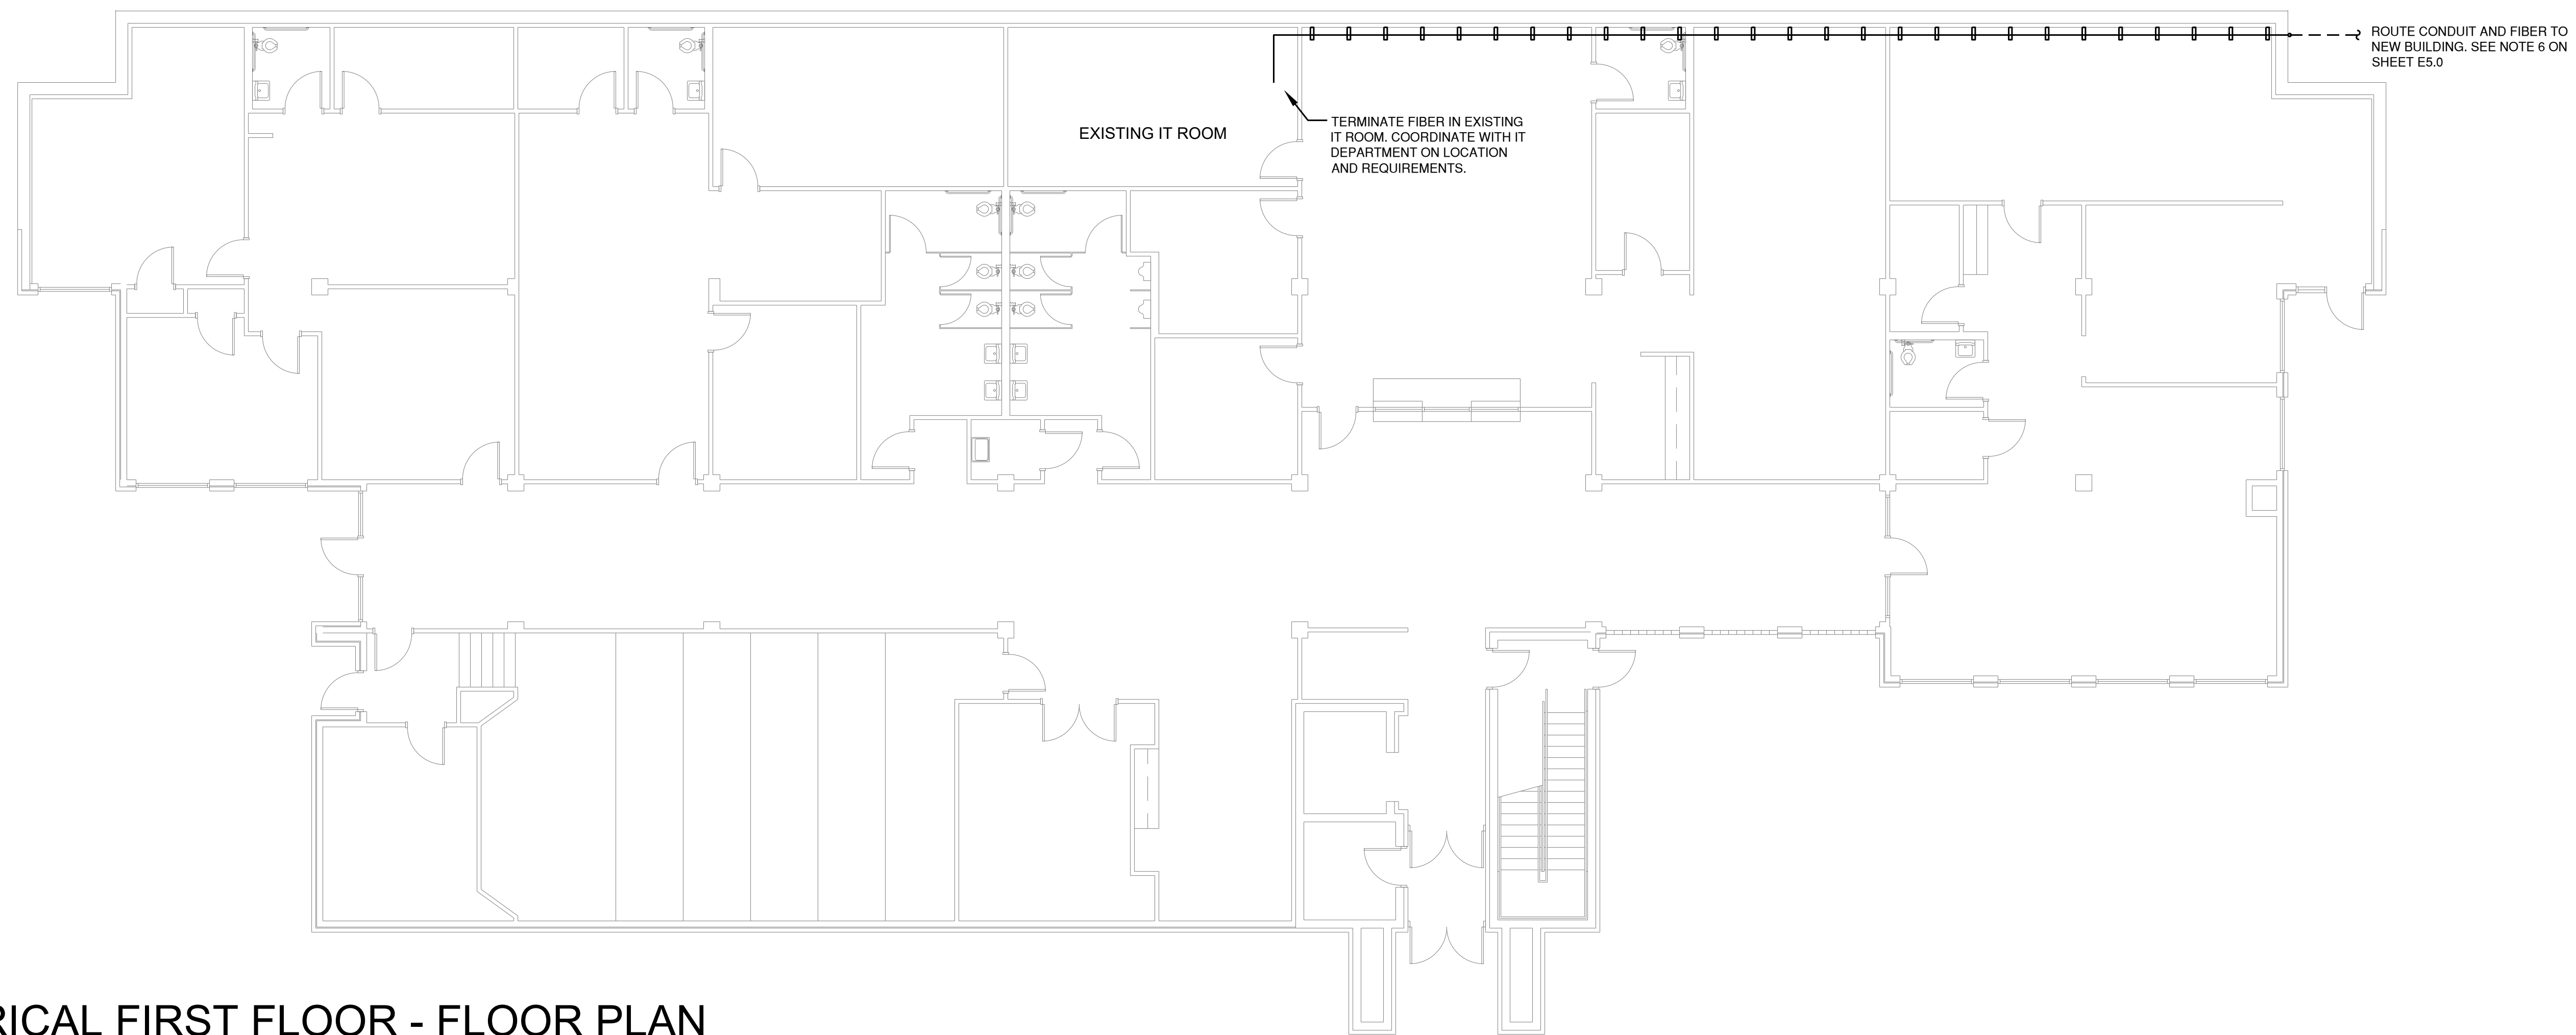 ROUTE CONDUIT AND FIBER TO
NEW BUILDING. SEE NOTE 6 ON
SHEET E5.0
EXISTING IT ROOM
TERMINATE FIBER IN EXISTING
IT ROOM. COORDINATE WITH IT
DEPARTMENT ON LOCATION
AND REQUIREMENTS.
RICAL FIRST FLOOR - FLOOR PLAN